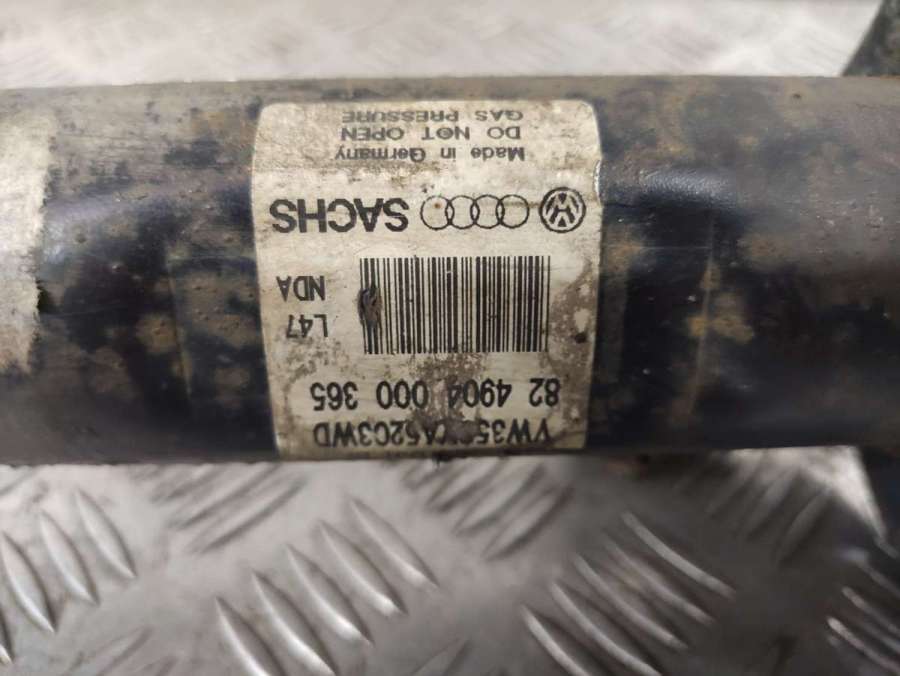 82 4904 000 365
L47
NDA
SACHS
Made in Germany
DO NOT OPEN
GAS PRESSURE